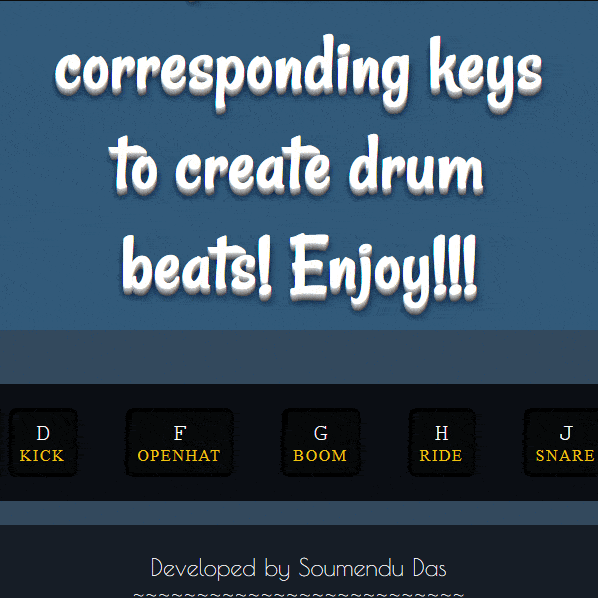 corresponding keys
to create drum
beats! Enjoy!!!
D F G H J
KICK OPENHAT BOOM RIDE SNARE
Developed by Soumendu Das
~~~~~~~~~~~~~~~~~~~~~~~~~~